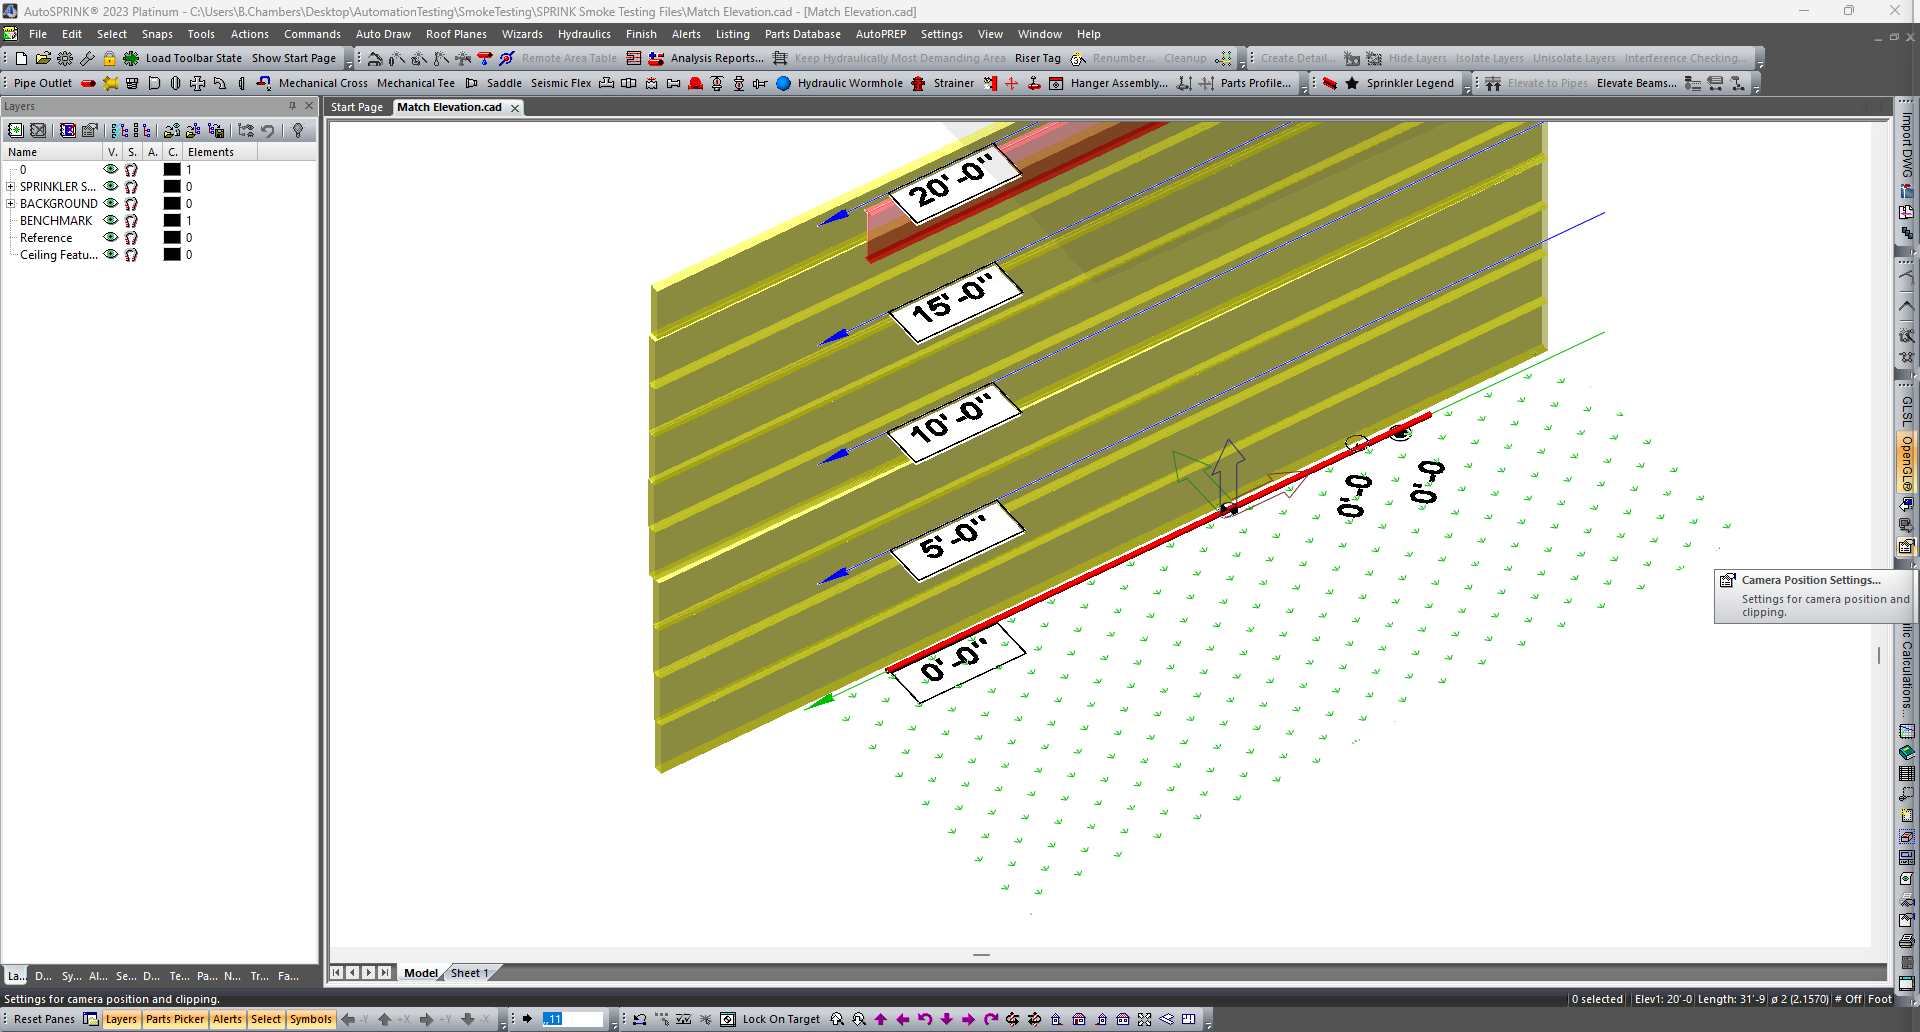 AutoSPRINK® 2023 Platinum - C:\Users\B.Chambers\Desktop\AutomationTesting\SmokeTesting\SPRINK Smoke Testing Files\Match Elevation.cad - [Match Elevation.cad]
File Edit Select Snaps Tools Actions Commands Auto Draw Roof Planes Wizards Hydraulics Finish Alerts Listing Parts Database AutoPREP Settings View Window Help
Load Toolbar State Show Start Page Remote Area Table Analysis Reports... Keep Hydraulically Most Demanding Area Riser Tag Renumber... Cleanup Create Detail... Hide Layers Isolate Layers Unisolate Layers Interference Checking...
Pipe Outlet Mechanical Cross Mechanical Tee Saddle Seismic Flex Hydraulic Wormhole Strainer Hanger Assembly... Parts Profile... Sprinkler Legend Elevate to Pipes Elevate Beams...
Layers
Start Page Match Elevation.cad
Name V. S. A. C. Elements
0 1
SPRINKLER S... 0
BACKGROUND 0
BENCHMARK 1
Reference 0
Ceiling Featu... 0
20'-0"
15'-0"
10'-0"
5'-0"
0'-0"
0'-0
0'-0
Import DWG
GLSL
OpenGL®
Camera Position Settings...
Settings for camera position and
clipping.
lic Calculations...
La... D... Sy... Al... Se... D... Te... Pa... N... Tr... Fa...
Model Sheet 1
Settings for camera position and clipping.
0 selected Elev1: 20'-0 Length: 31'-9 ø 2 (2.1570) # Off Foot
Reset Panes Layers Parts Picker Alerts Select Symbols -Y +X +Y -X ,11 Lock On Target